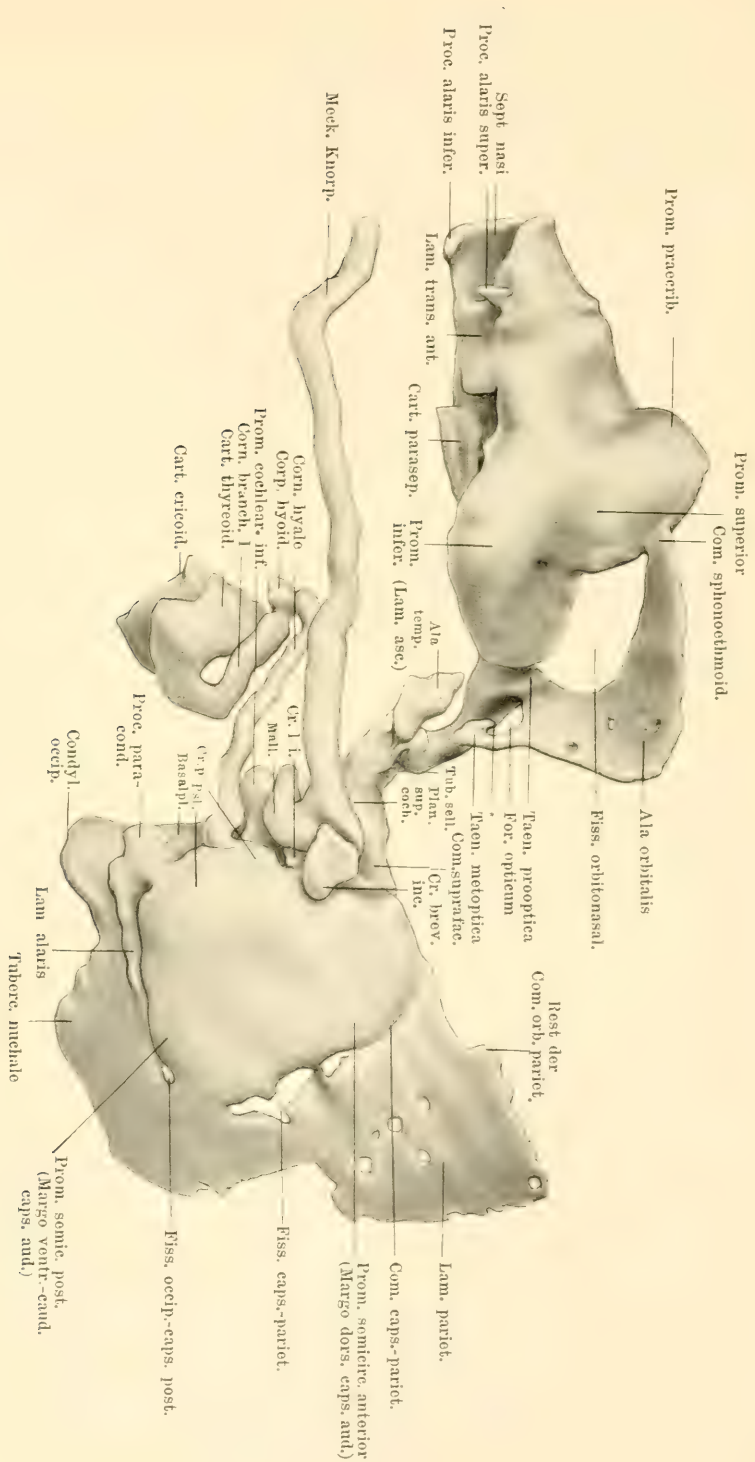 Prom. praecrib.
Prom. superior
Com. sphenoethmoid.
Ala orbitalis
Fiss. orbitonasal.
Taen. prooptica
For. opticum
Taen. metoptica
Com. suprafac.
Cr. brev.
inc.
Tub. sell.
Plan.
sup.
coch.
Rest der
Com. orb. pariet.
Lam. pariet.
Com. caps.-pariet.
Prom. semicirc. anterior
(Margo dors. caps. aud.)
Fiss. caps.-pariet.
Fiss. occip.-caps. post.
Prom. semic. post.
(Margo ventr.-caud.
caps. aud.)
Sept nasi
Proc. alaris super.
Proc. alaris infer.
Lam. trans. ant.
Cart. parasep.
Prom.
infer.
Ala
temp.
(Lam. asc.)
Meck. Knorp.
Corn. hyale
Corp. hyoid.
Prom. cochlear. inf.
Corn. branch. I
Cart. thyreoid.
Cart. cricoid.
Cr. l i.
Mall.
Basalpl.
Proc. para-
cond.
Condyl.
occip.
Lam alaris
Tuberc. nuchale